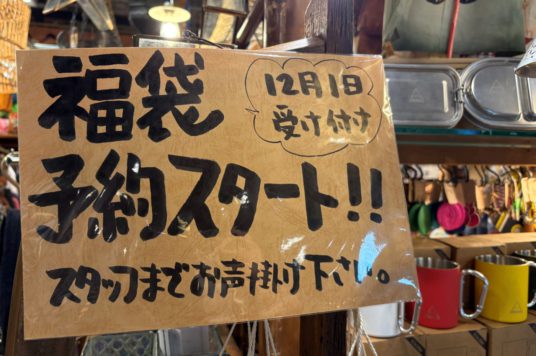 福袋
12月1日
受け付け
予約スタート!!
スタッフまでお声掛け下さい。